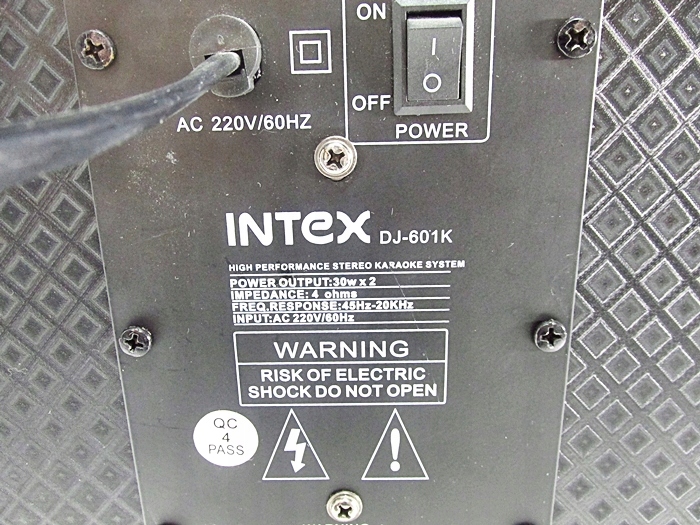 ON
OFF
POWER
AC 220V/60HZ
INTEX DJ-601K
HIGH PERFORMANCE STEREO KARAOKE SYSTEM
POWER OUTPUT:30w x 2
IMPEDANCE: 4 ohms
FREQ.RESPONSE:45Hz-20KHz
INPUT:AC 220V/60Hz
WARNING
RISK OF ELECTRIC
SHOCK DO NOT OPEN
QC
4
PASS